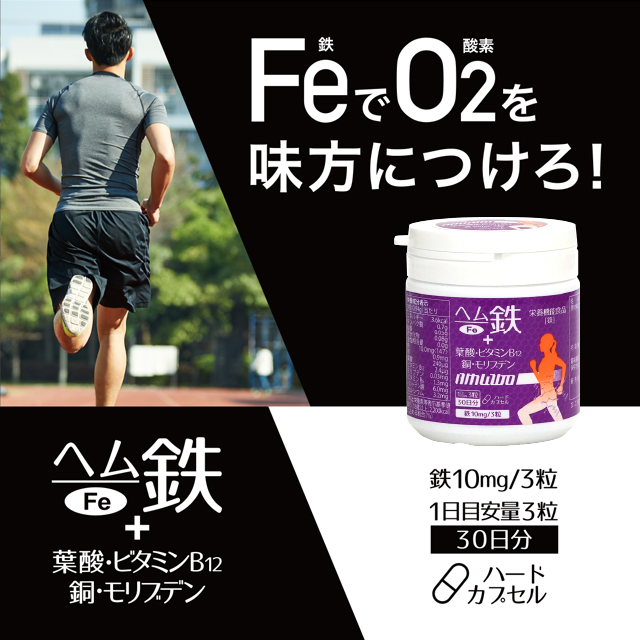 鉄 酸素
FeでO2を
味方につけろ!
ヘム鉄
Fe
+
葉酸・ビタミンB12
銅・モリブデン
栄養機能食品
ヘム鉄
(鉄)
Fe
+
葉酸・ビタミンB12
銅・モリブデン
30日分
ハード
カプセル
鉄10mg/3粒
鉄10mg/3粒
1日目安量3粒
30日分
ハード
カプセル